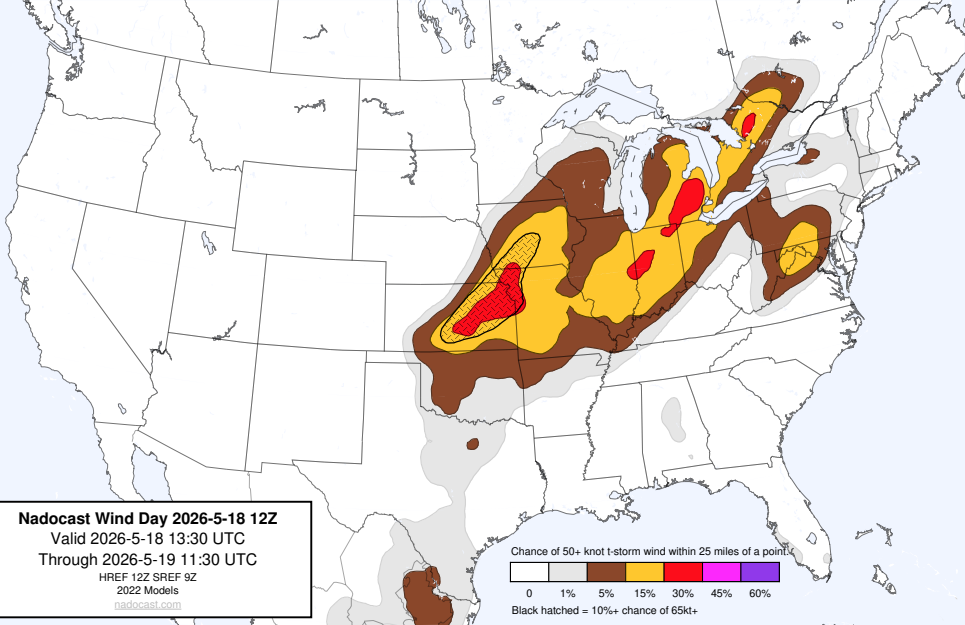 Nadocast Wind Day 2026-5-18 12Z
Valid 2026-5-18 13:30 UTC
Through 2026-5-19 11:30 UTC
HREF 12Z SREF 9Z
2022 Models
nadocast.com
Chance of 50+ knot t-storm wind within 25 miles of a point.
0 1% 5% 15% 30% 45% 60%
Black hatched = 10%+ chance of 65kt+